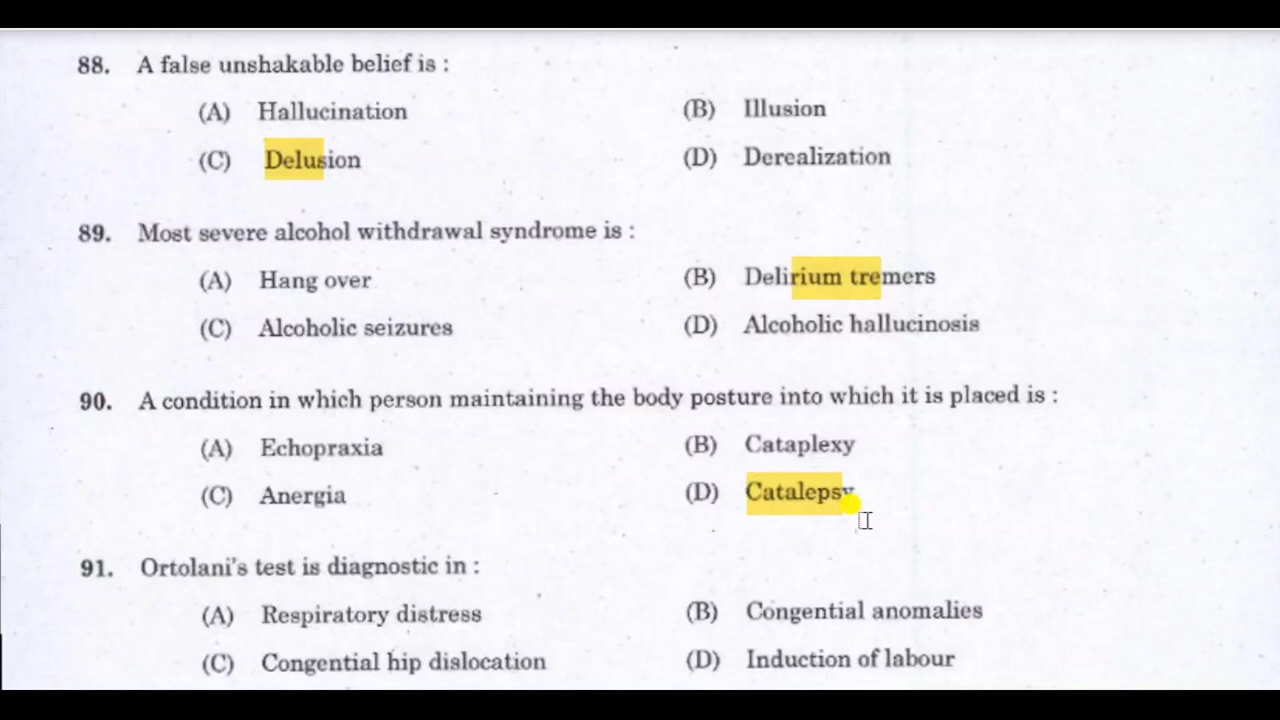 88. A false unshakable belief is :
(A) Hallucination (B) Illusion
(C) Delusion (D) Derealization
89. Most severe alcohol withdrawal syndrome is :
(A) Hang over (B) Delirium tremers
(C) Alcoholic seizures (D) Alcoholic hallucinosis
90. A condition in which person maintaining the body posture into which it is placed is :
(A) Echopraxia (B) Cataplexy
(C) Anergia (D) Catalepsy
91. Ortolani's test is diagnostic in :
(A) Respiratory distress (B) Congential anomalies
(C) Congential hip dislocation (D) Induction of labour